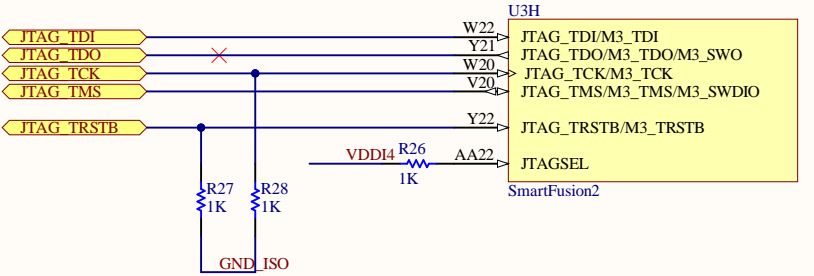 U3H
JTAG_TDI W22 JTAG_TDI/M3_TDI
JTAG_TDO Y21 JTAG_TDO/M3_TDO/M3_SWO
JTAG_TCK W20 JTAG_TCK/M3_TCK
JTAG_TMS V20 JTAG_TMS/M3_TMS/M3_SWDIO
JTAG_TRSTB Y22 JTAG_TRSTB/M3_TRSTB
VDDI4 R26 AA22 JTAGSEL
1K
R27 R28 SmartFusion2
1K 1K
GND_ISO